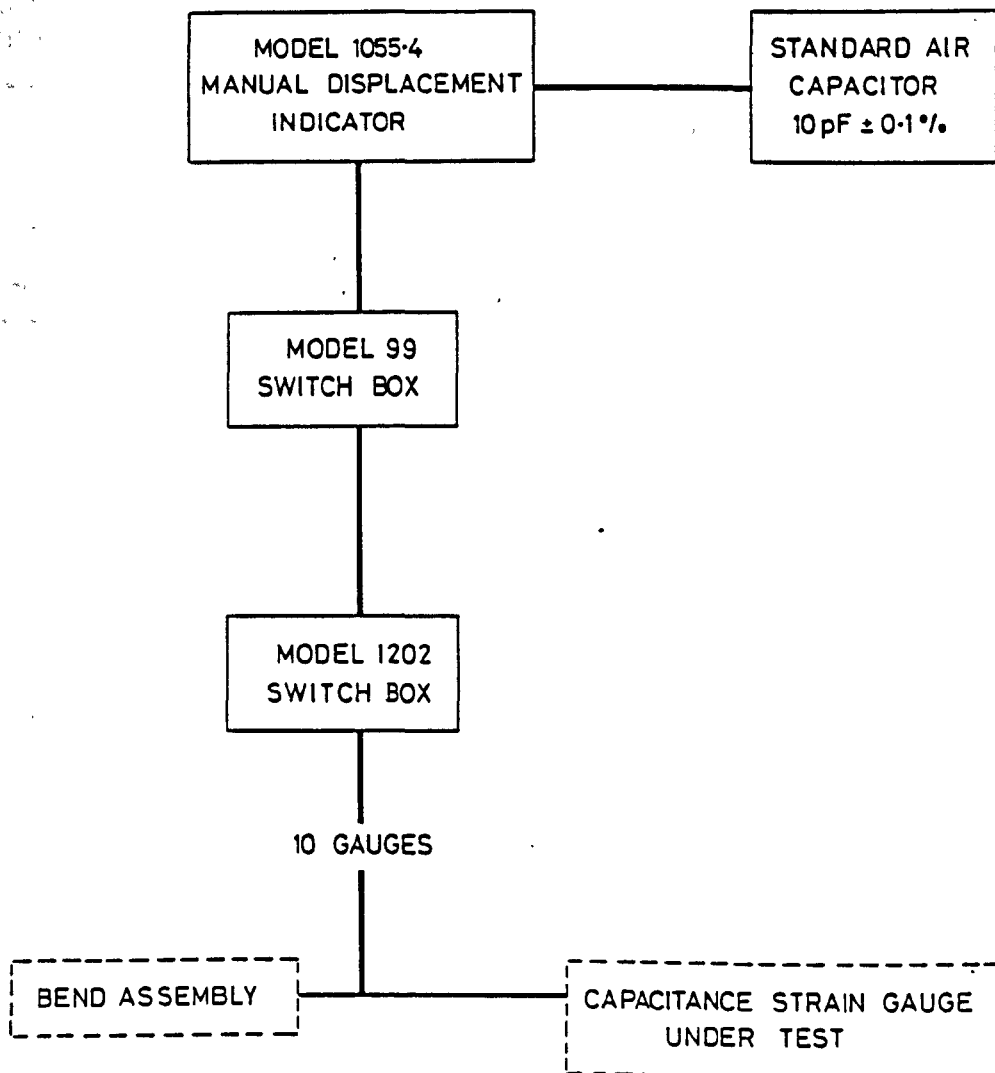 MODEL 1055·4
MANUAL DISPLACEMENT
INDICATOR
STANDARD AIR
CAPACITOR
10 pF ± 0·1 %
MODEL 99
SWITCH BOX
MODEL 1202
SWITCH BOX
10 GAUGES
BEND ASSEMBLY
CAPACITANCE STRAIN GAUGE
UNDER TEST